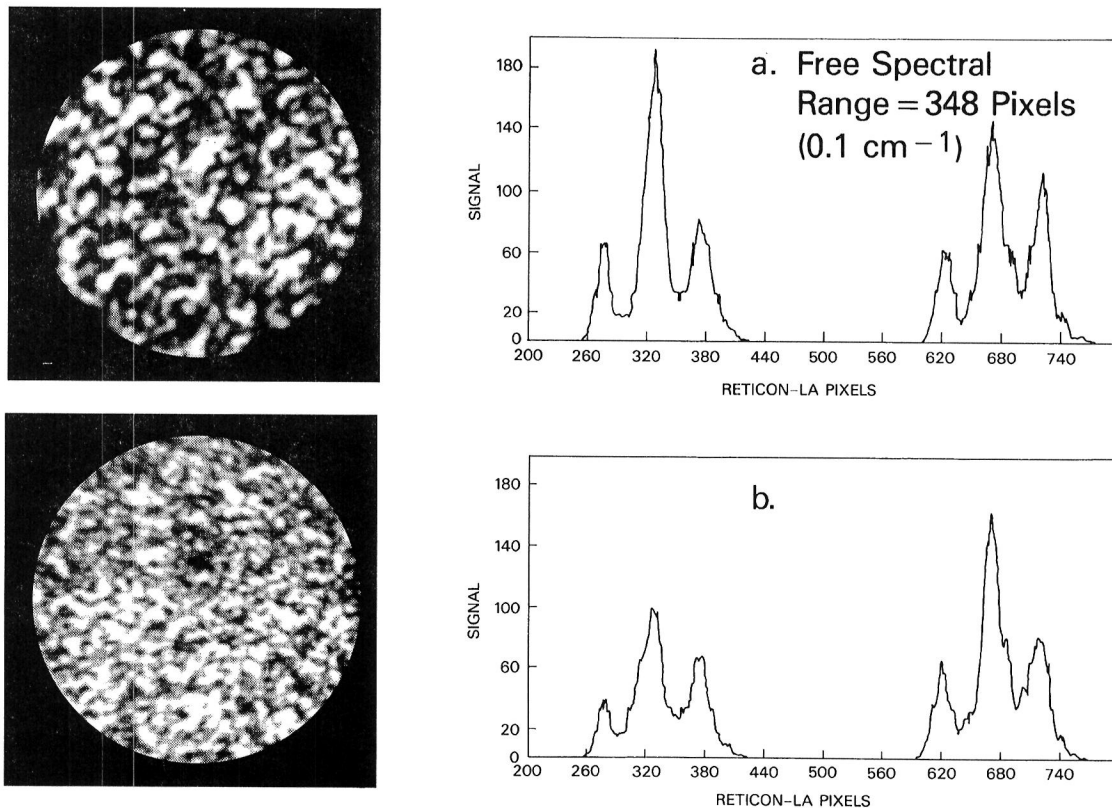 a. Free Spectral
Range = 348 Pixels
(0.1 cm⁻¹)
SIGNAL
180
140
100
60
20
0
200 260 320 380 440 500 560 620 680 740
RETICON-LA PIXELS
b.
SIGNAL
180
140
100
60
20
0
200 260 320 380 440 500 560 620 680 740
RETICON-LA PIXELS